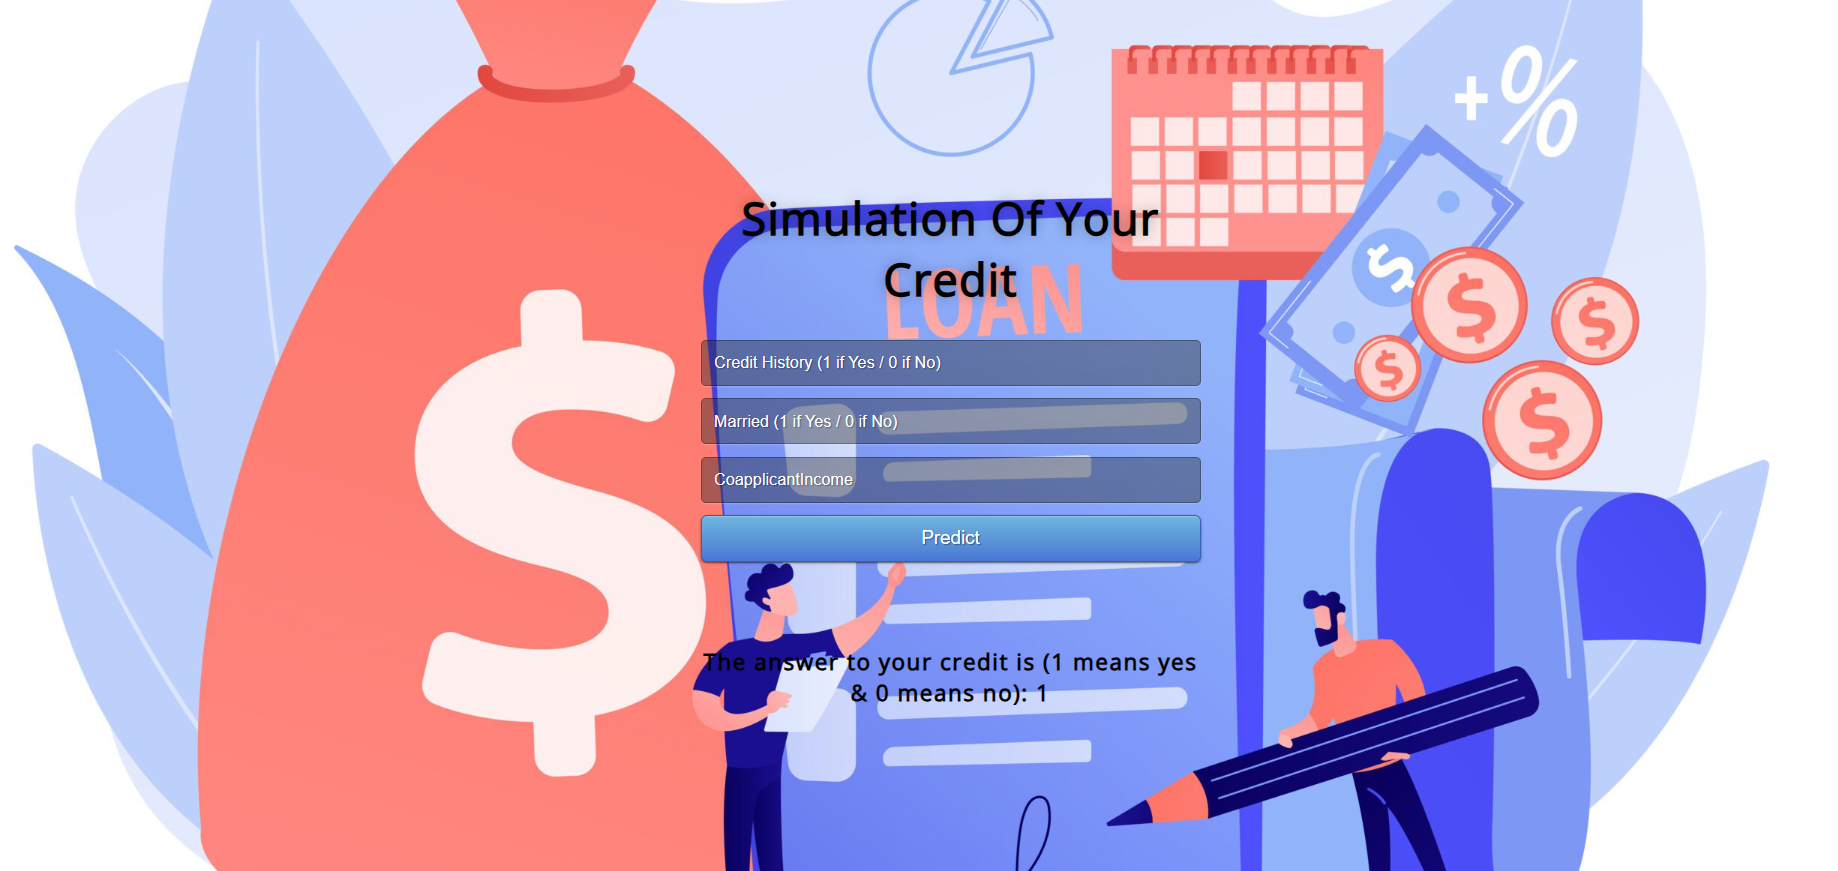 +%
Simulation Of Your
Credit
LOAN
$
Credit History (1 if Yes / 0 if No)
Married (1 if Yes / 0 if No)
CoapplicantIncome
Predict
The answer to your credit is (1 means yes
& 0 means no): 1